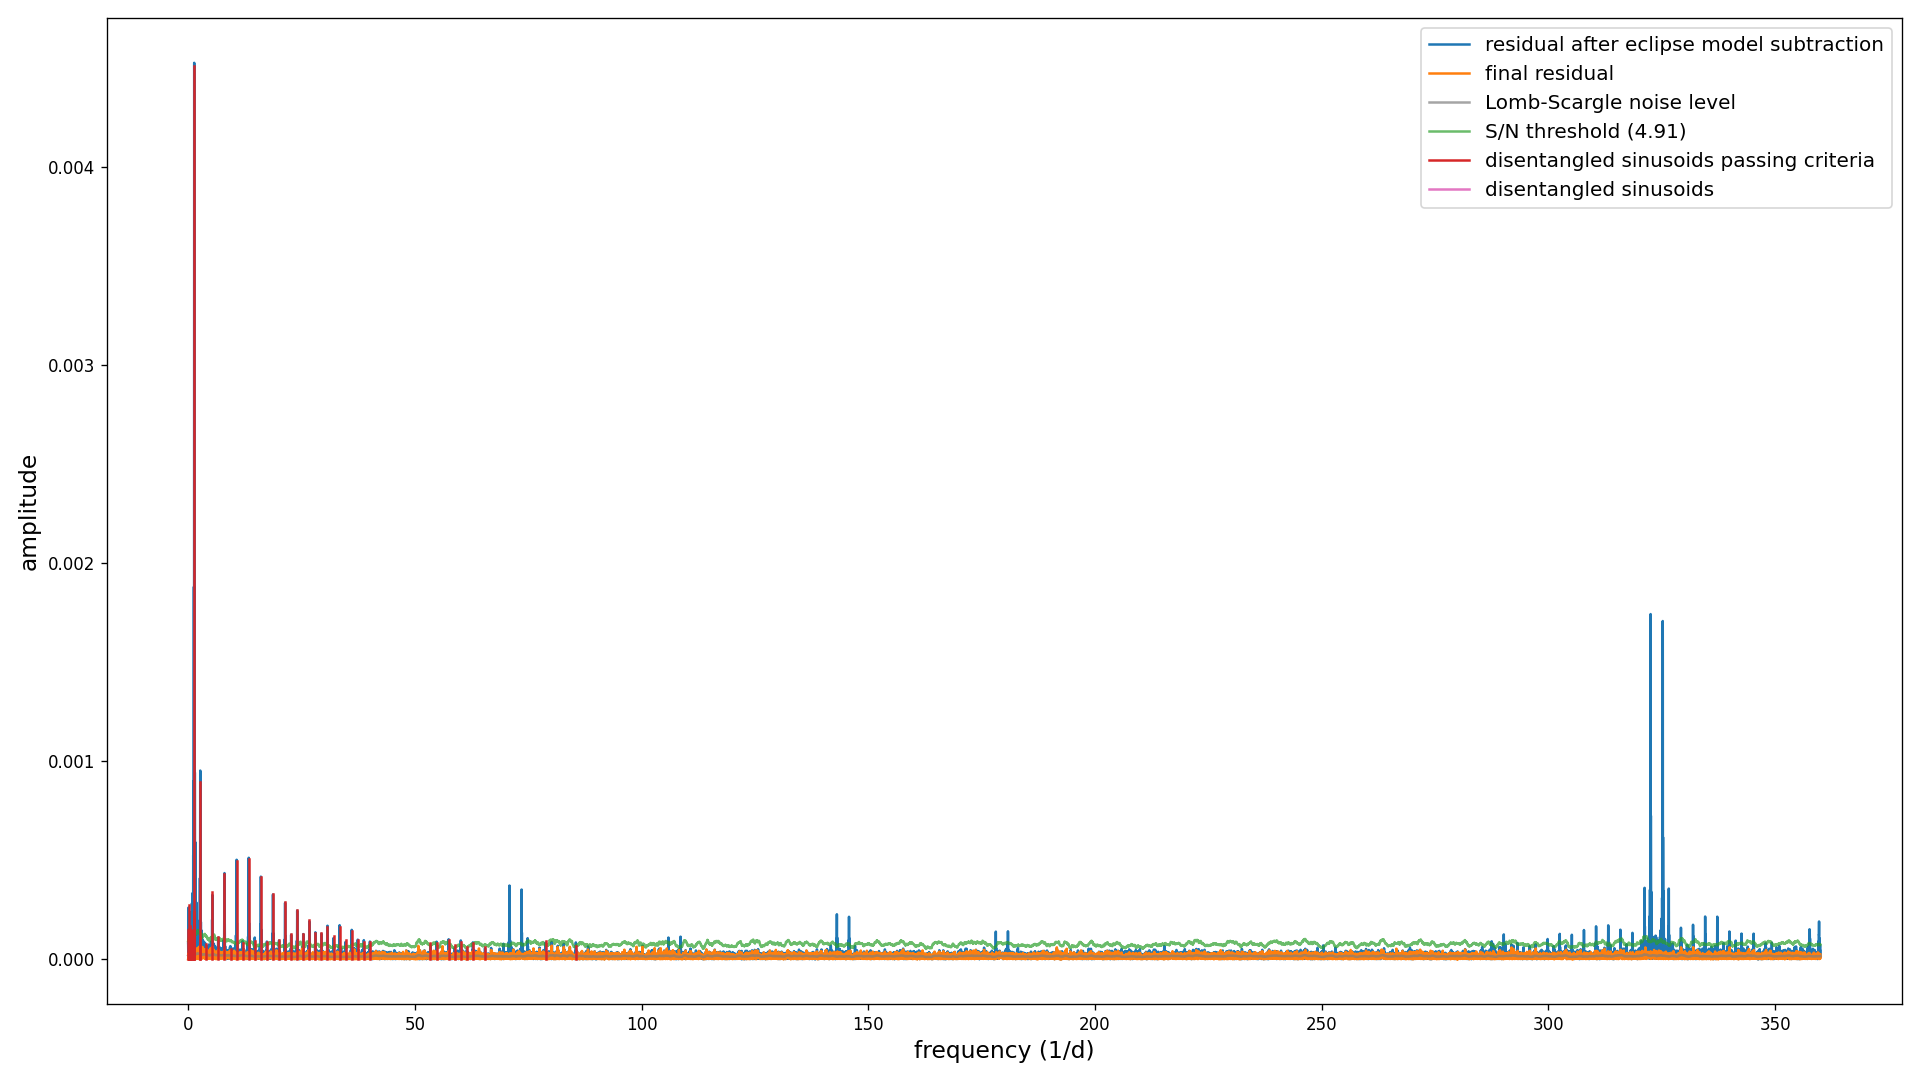 residual after eclipse model subtraction
final residual
Lomb-Scargle noise level
S/N threshold (4.91)
disentangled sinusoids passing criteria
disentangled sinusoids
amplitude
0.004
0.003
0.002
0.001
0.000
0 50 100 150 200 250 300 350
frequency (1/d)